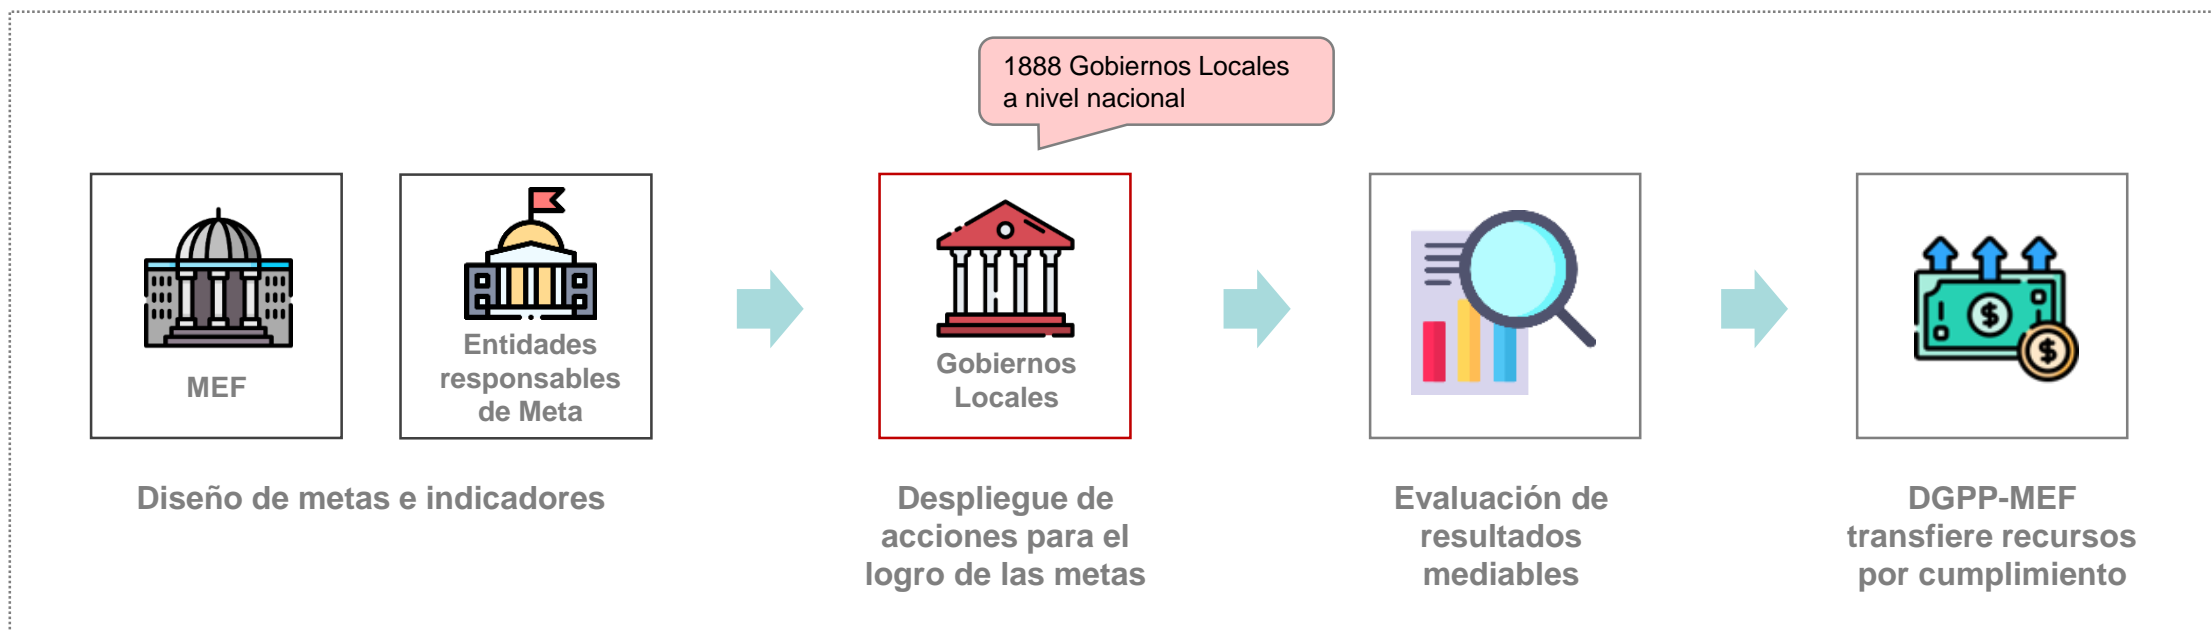 1888 Gobiernos Locales
a nivel nacional
MEF
Entidades
responsables
de Meta
Gobiernos
Locales
Diseño de metas e indicadores
Despliegue de
acciones para el
logro de las metas
Evaluación de
resultados
mediables
DGPP-MEF
transfiere recursos
por cumplimiento